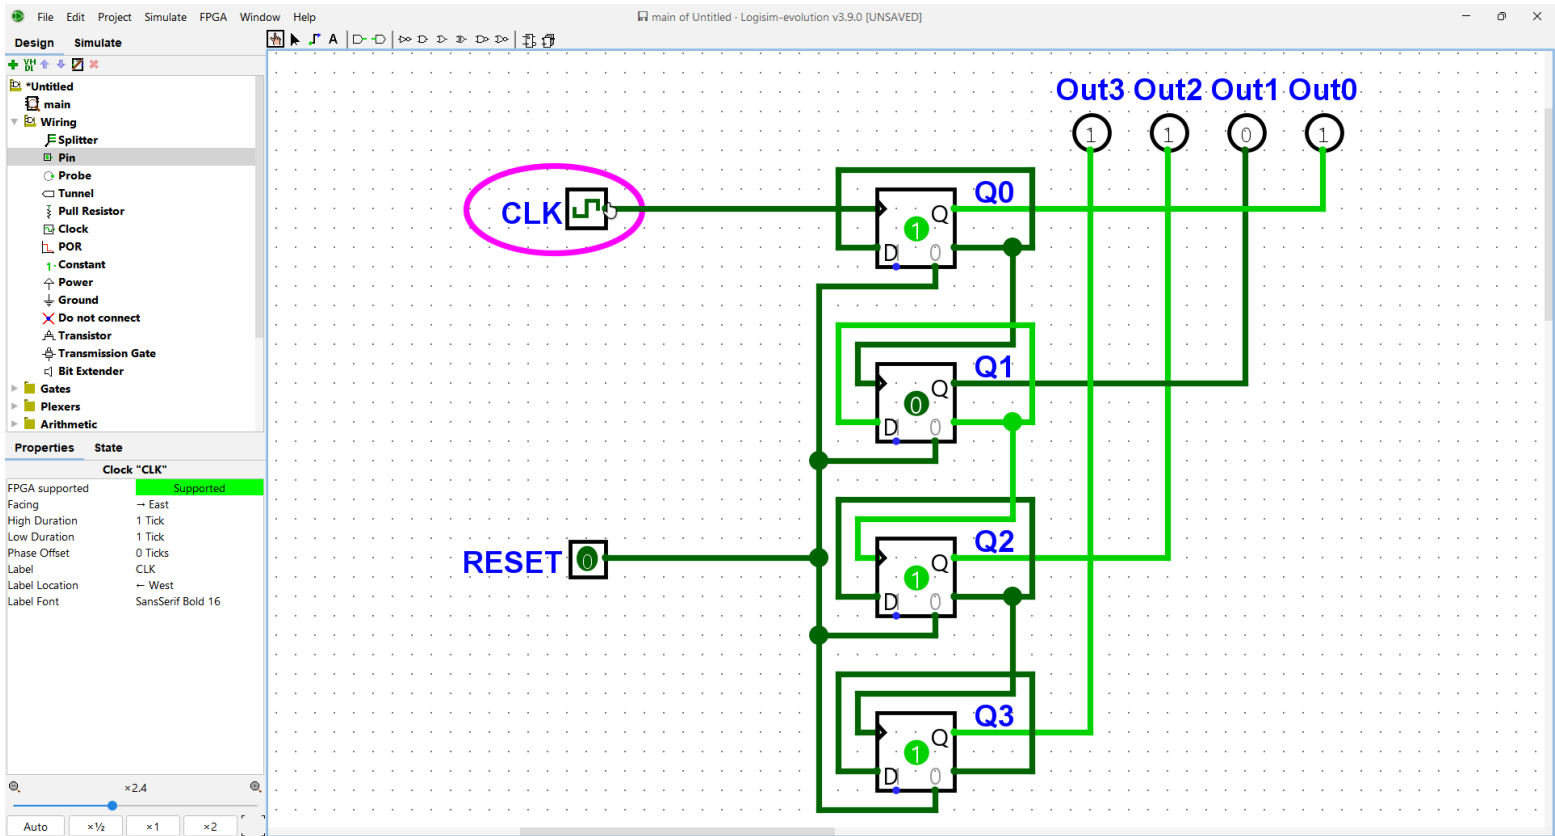 File Edit Project Simulate FPGA Window Help
main of Untitled · Logisim-evolution v3.9.0 [UNSAVED]
Design Simulate
A
VH
DL
*Untitled
main
Wiring
Splitter
Pin
Probe
Tunnel
Pull Resistor
Clock
POR
1 Constant
Power
Ground
Do not connect
Transistor
Transmission Gate
Bit Extender
Gates
Plexers
Arithmetic
Properties State
Clock "CLK"
FPGA supported Supported
Facing → East
High Duration 1 Tick
Low Duration 1 Tick
Phase Offset 0 Ticks
Label CLK
Label Location ← West
Label Font SansSerif Bold 16
×2.4
Auto ×½ ×1 ×2
Out3 Out2 Out1 Out0
1 1 0 1
CLK
Q0
Q
1
D 0
Q1
Q
0
D 0
RESET 0
Q2
Q
1
D 0
Q3
Q
1
D 0